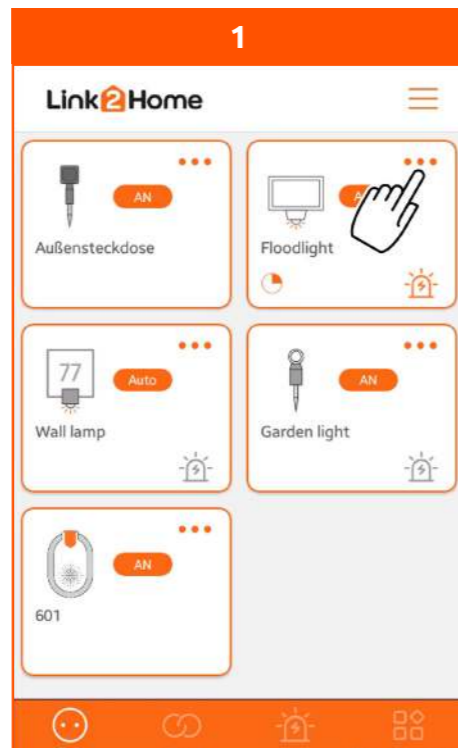 1
Link2Home
AN
Außensteckdose
Floodlight
77
Auto
Wall lamp
AN
Garden light
AN
601